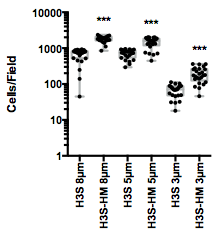 ***
***
***
10000
1000
100
10
1
Cells/Field
H3S 8µm
H3S-HM 8µm
H3S 5µm
H3S-HM 5µm
H3S 3µm
H3S-HM 3µm